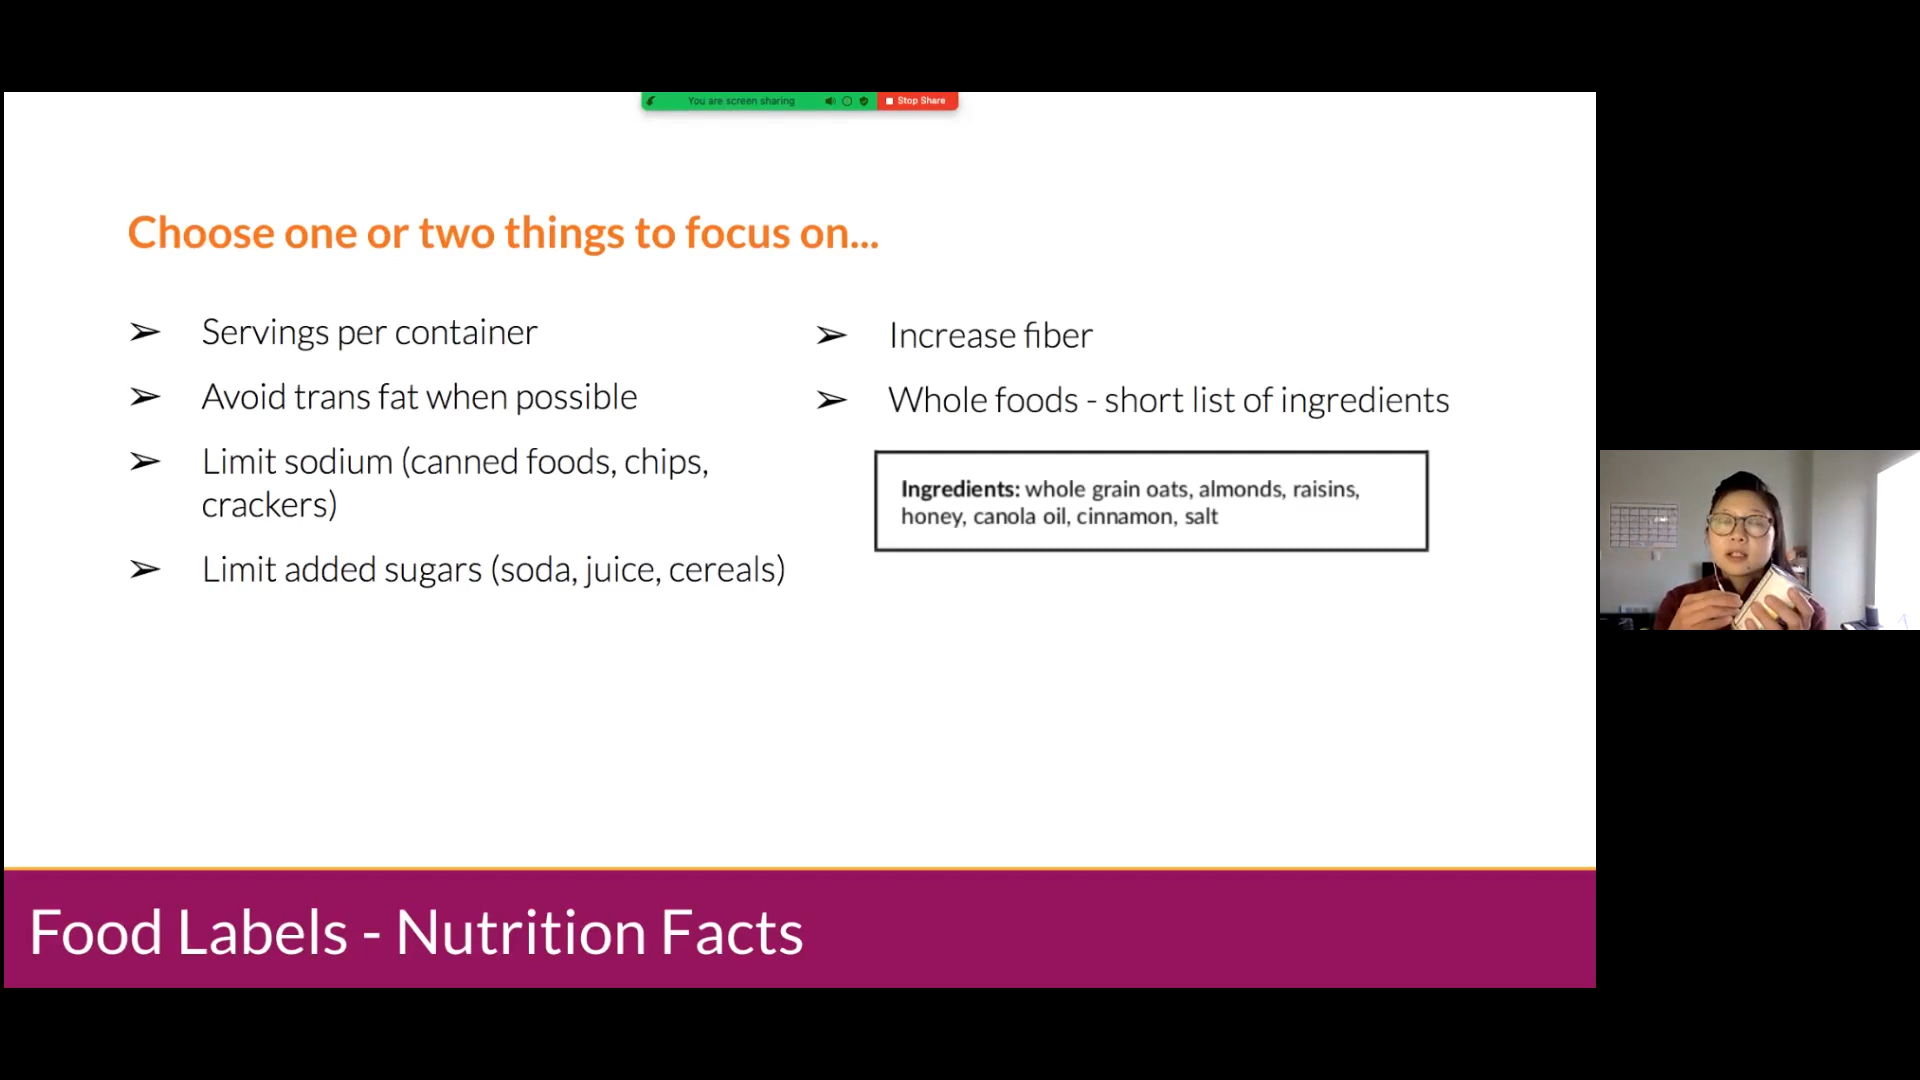 You are screen sharing
Stop Share
Choose one or two things to focus on...
➢ Servings per container
➢ Avoid trans fat when possible
➢ Limit sodium (canned foods, chips,
crackers)
➢ Limit added sugars (soda, juice, cereals)
➢ Increase fiber
➢ Whole foods - short list of ingredients
Ingredients: whole grain oats, almonds, raisins,
honey, canola oil, cinnamon, salt
Food Labels - Nutrition Facts